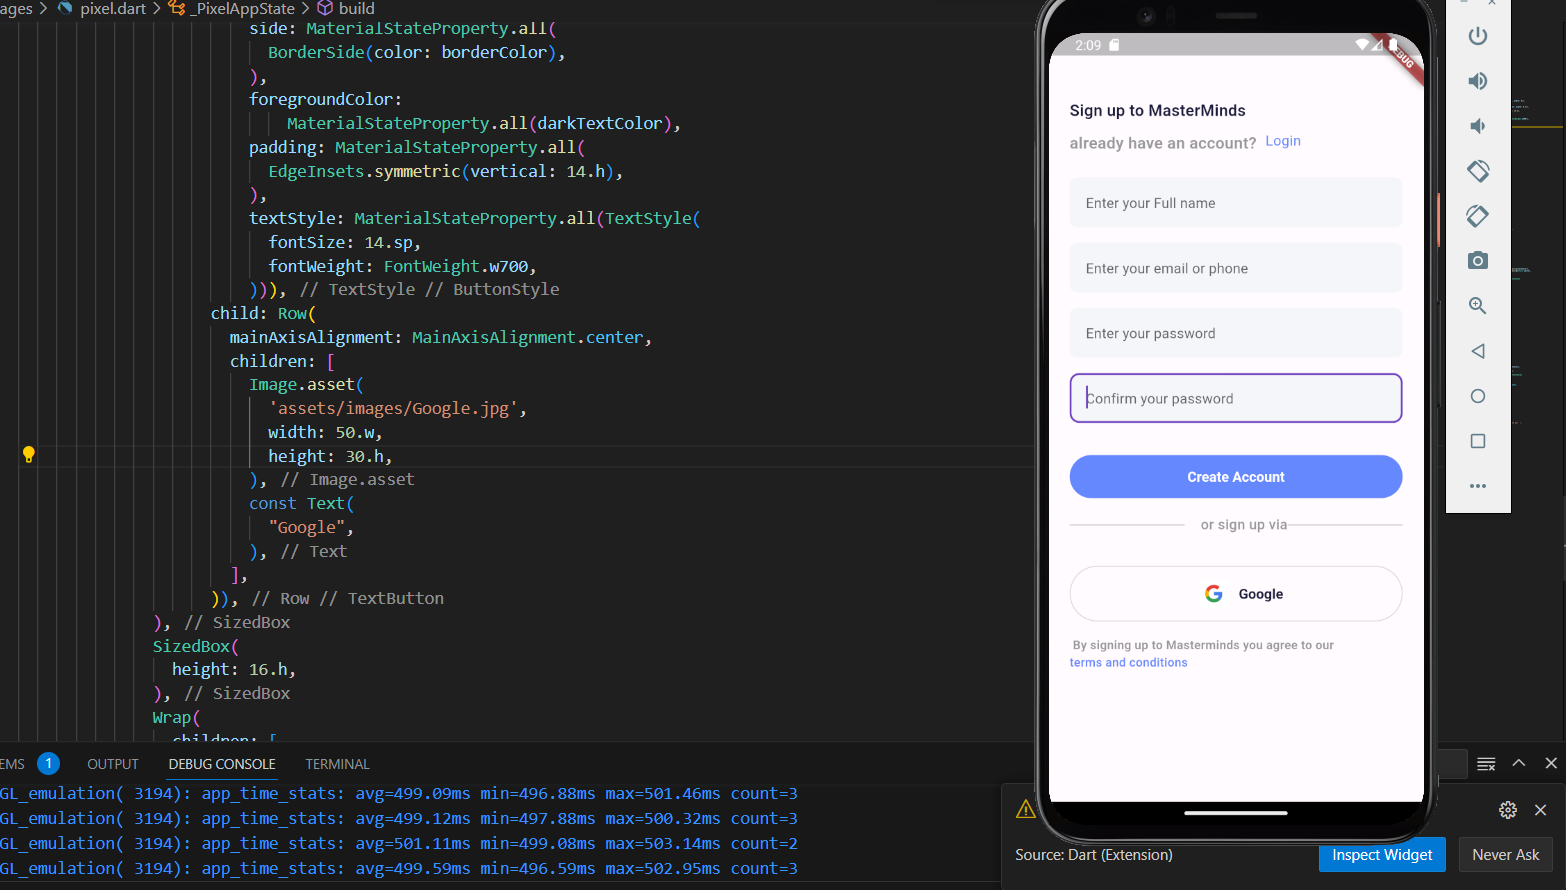 ages > pixel.dart > _PixelAppState > build
side: MaterialStateProperty.all(
BorderSide(color: borderColor),
),
foregroundColor:
MaterialStateProperty.all(darkTextColor),
padding: MaterialStateProperty.all(
EdgeInsets.symmetric(vertical: 14.h),
),
textStyle: MaterialStateProperty.all(TextStyle(
fontSize: 14.sp,
fontWeight: FontWeight.w700,
))), // TextStyle // ButtonStyle
child: Row(
mainAxisAlignment: MainAxisAlignment.center,
children: [
Image.asset(
'assets/images/Google.jpg',
width: 50.w,
height: 30.h,
), // Image.asset
const Text(
"Google",
), // Text
],
)), // Row // TextButton
), // SizedBox
SizedBox(
height: 16.h,
), // SizedBox
Wrap(
children: [
EMS 1 OUTPUT DEBUG CONSOLE TERMINAL
GL_emulation( 3194): app_time_stats: avg=499.09ms min=496.88ms max=501.46ms count=3
GL_emulation( 3194): app_time_stats: avg=499.12ms min=497.88ms max=500.32ms count=3
GL_emulation( 3194): app_time_stats: avg=501.11ms min=499.08ms max=503.14ms count=2
GL_emulation( 3194): app_time_stats: avg=499.59ms min=496.59ms max=502.95ms count=3
2:09
Sign up to MasterMinds
already have an account? Login
Enter your Full name
Enter your email or phone
Enter your password
Confirm your password
Create Account
or sign up via
Google
By signing up to Masterminds you agree to our
terms and conditions
Source: Dart (Extension)
Inspect Widget
Never Ask